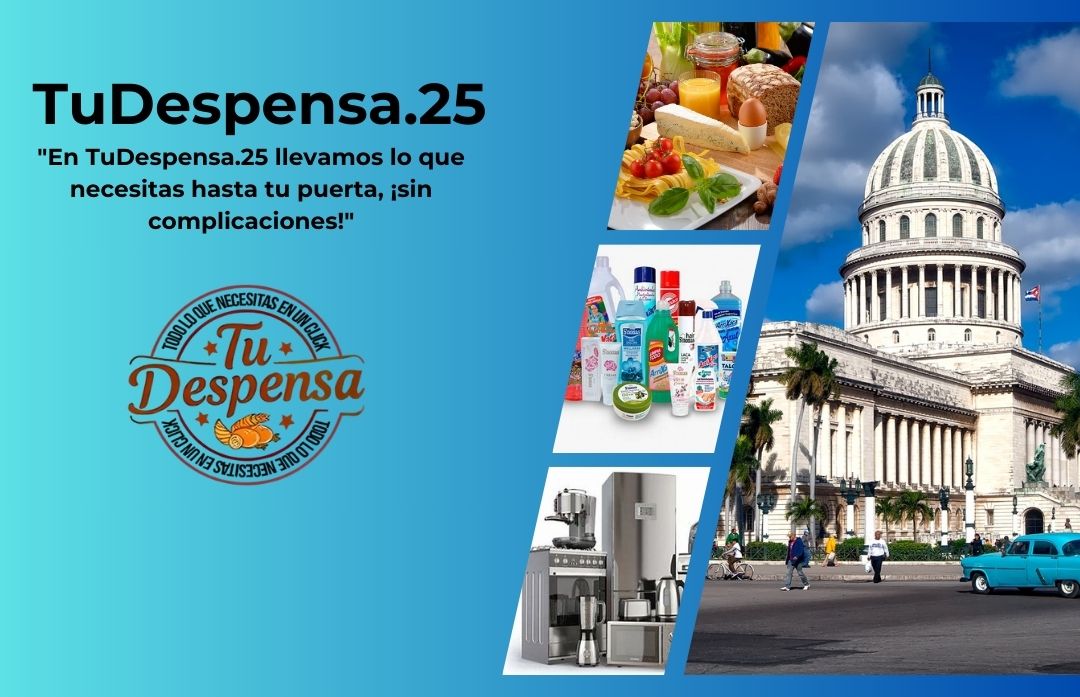 TuDespensa.25
"En TuDespensa.25 llevamos lo que
necesitas hasta tu puerta, ¡sin
complicaciones!"
TODO LO QUE NECESITAS EN UN CLICK
Tu
Despensa
TODO LO QUE NECESITAS EN UN CLICK